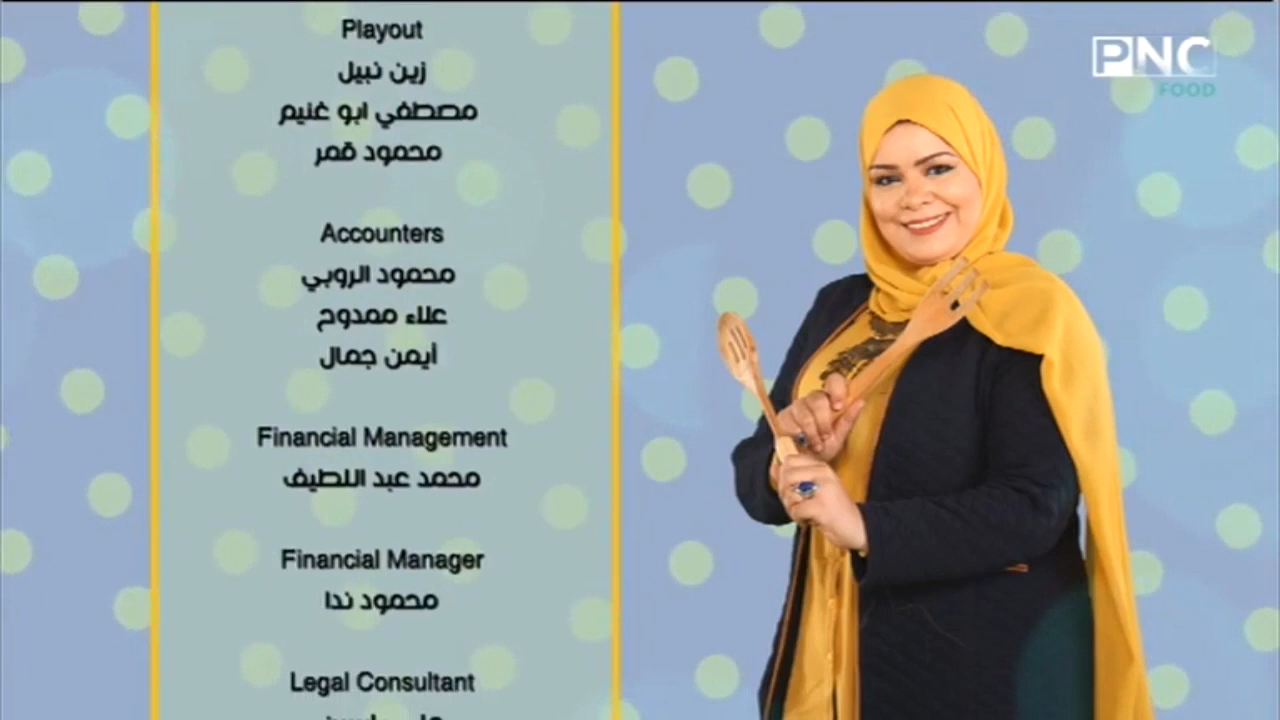 Playout
زين نبيل
مصطفي ابو غنيم
محمود قمر
Accounters
محمود الروبي
علاء ممدوح
أيمن جمال
Financial Management
محمد عبد اللطيف
Financial Manager
محمود ندا
Legal Consultant
PNC
FOOD